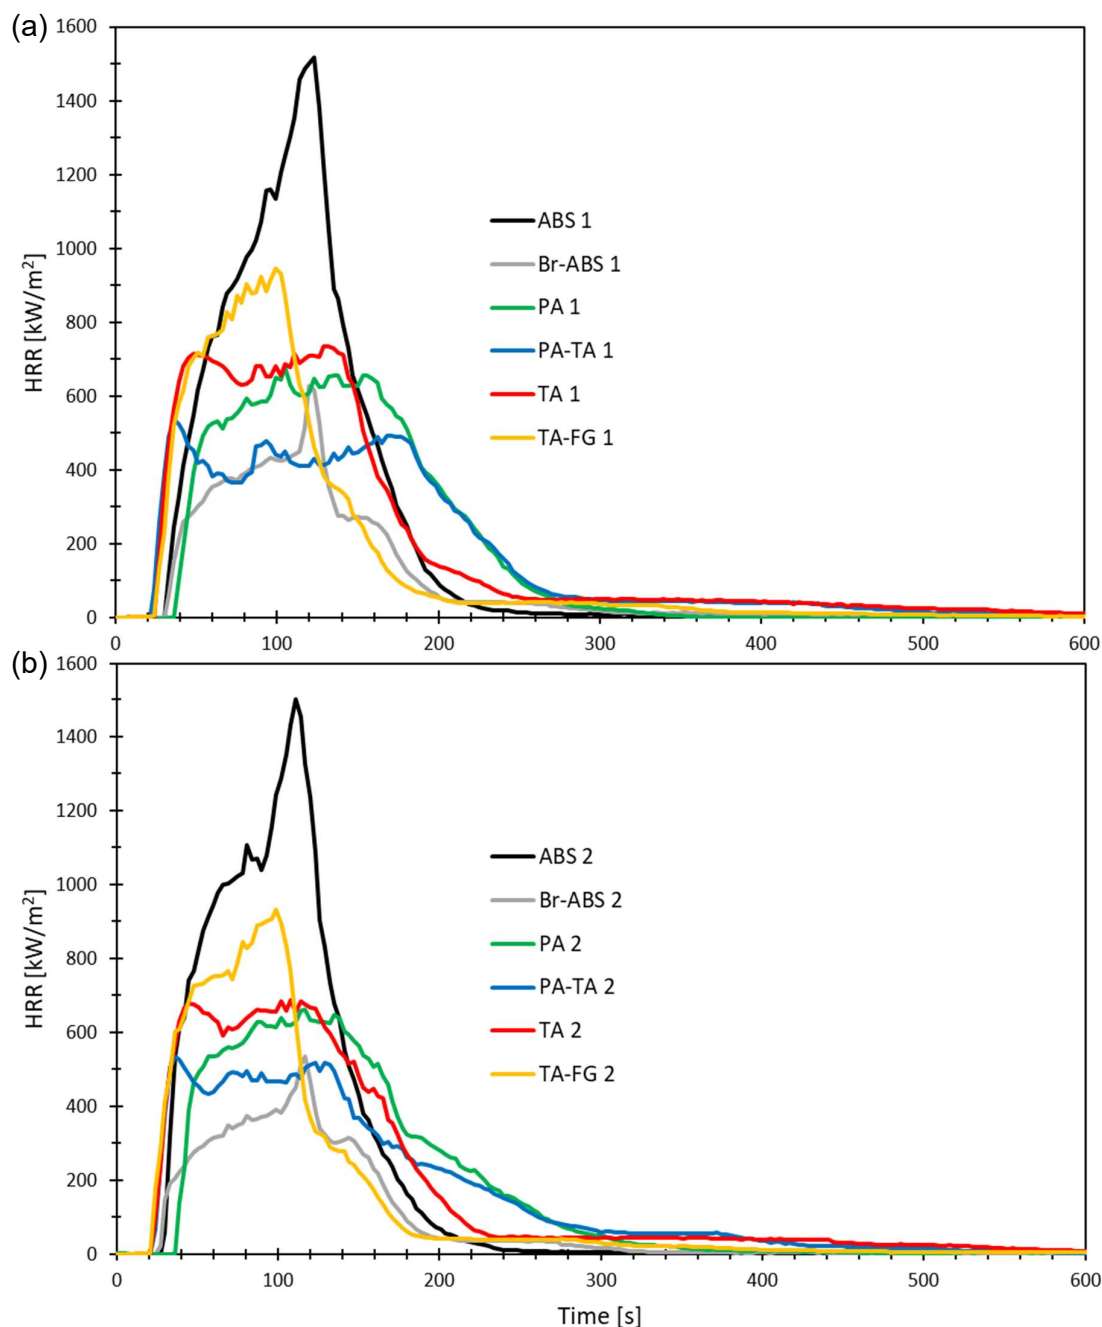 (a)
1600
1400
1200
1000
800
600
400
200
0
HRR [kW/m²]
ABS 1
Br-ABS 1
PA 1
PA-TA 1
TA 1
TA-FG 1
0 100 200 300 400 500 600
(b)
1600
1400
1200
1000
800
600
400
200
0
HRR [kW/m²]
ABS 2
Br-ABS 2
PA 2
PA-TA 2
TA 2
TA-FG 2
0 100 200 300 400 500 600
Time [s]